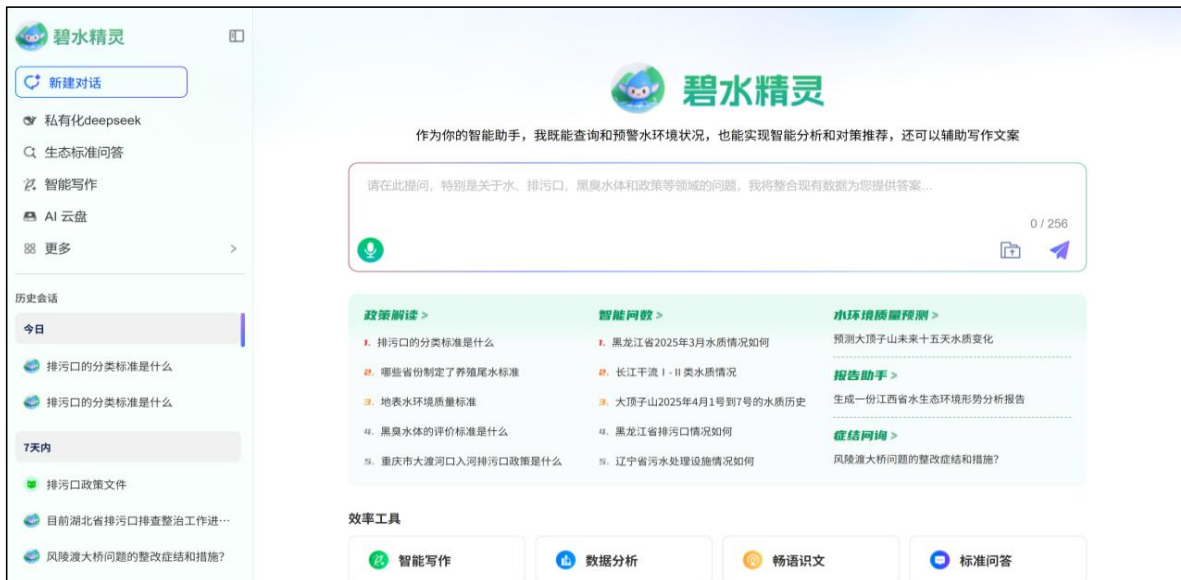 碧水精灵
新建对话
私有化deepseek
生态标准问答
智能写作
AI 云盘
更多
历史会话
今日
排污口的分类标准是什么
排污口的分类标准是什么
7天内
排污口政策文件
目前湖北省排污口排查整治工作进…
风陵渡大桥问题的整改症结和措施?
碧水精灵
作为你的智能助手，我既能查询和预警水环境状况，也能实现智能分析和对策推荐，还可以辅助写作文案
请在此提问，特别是关于水、排污口、黑臭水体和政策等领域的问题，我将整合现有数据为您提供答案...
0 / 256
政策解读 >
1. 排污口的分类标准是什么
2. 哪些省份制定了养殖尾水标准
3. 地表水环境质量标准
4. 黑臭水体的评价标准是什么
5. 重庆市大渡河口入河排污口政策是什么
智能问数 >
1. 黑龙江省2025年3月水质情况如何
2. 长江干流 I - II 类水质情况
3. 大顶子山2025年4月1号到7号的水质历史
4. 黑龙江省排污口情况如何
5. 辽宁省污水处理设施情况如何
水环境质量预测 >
预测大顶子山未来十五天水质变化
报告助手 >
生成一份江西省水生态环境形势分析报告
症结问询 >
风陵渡大桥问题的整改症结和措施?
效率工具
智能写作
数据分析
畅语识文
标准问答